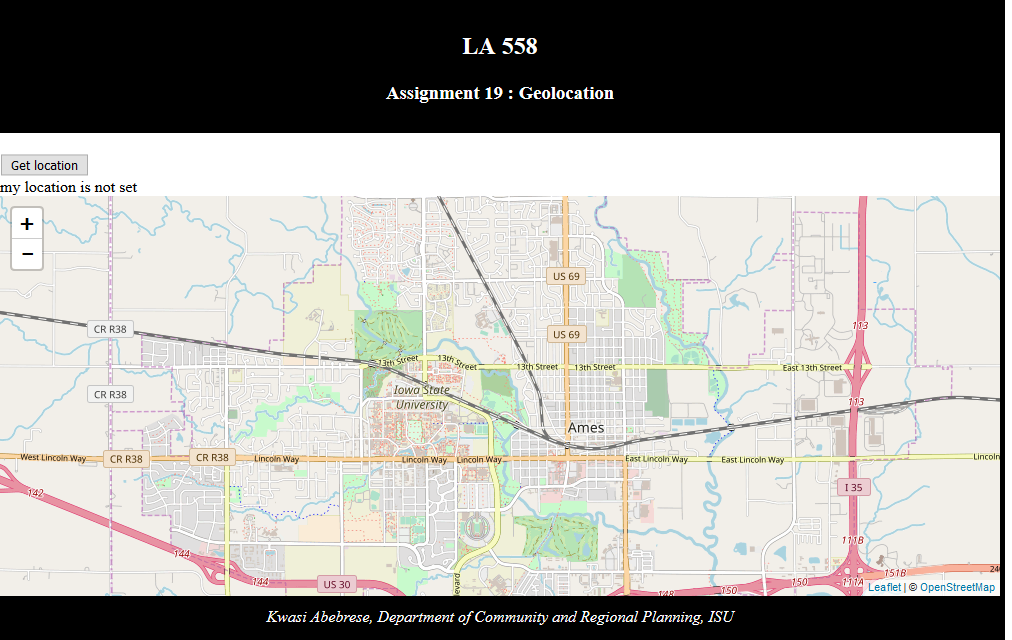 LA 558
Assignment 19 : Geolocation
Get location
my location is not set
+
−
US 69
CR R38
113
US 69
13th Street
13th Street
13th Street
13th Street
East 13th Street
CR R38
Iowa State
University
113
Ames
West Lincoln Way
CR R38
CR R38
Lincoln Way
Lincoln Way
Lincoln Way
East Lincoln Way
East Lincoln Way
Lincoln
142
I 35
111B
144
144
US 30
148
150
150
111A
151B
Leaflet | © OpenStreetMap
Kwasi Abebrese, Department of Community and Regional Planning, ISU